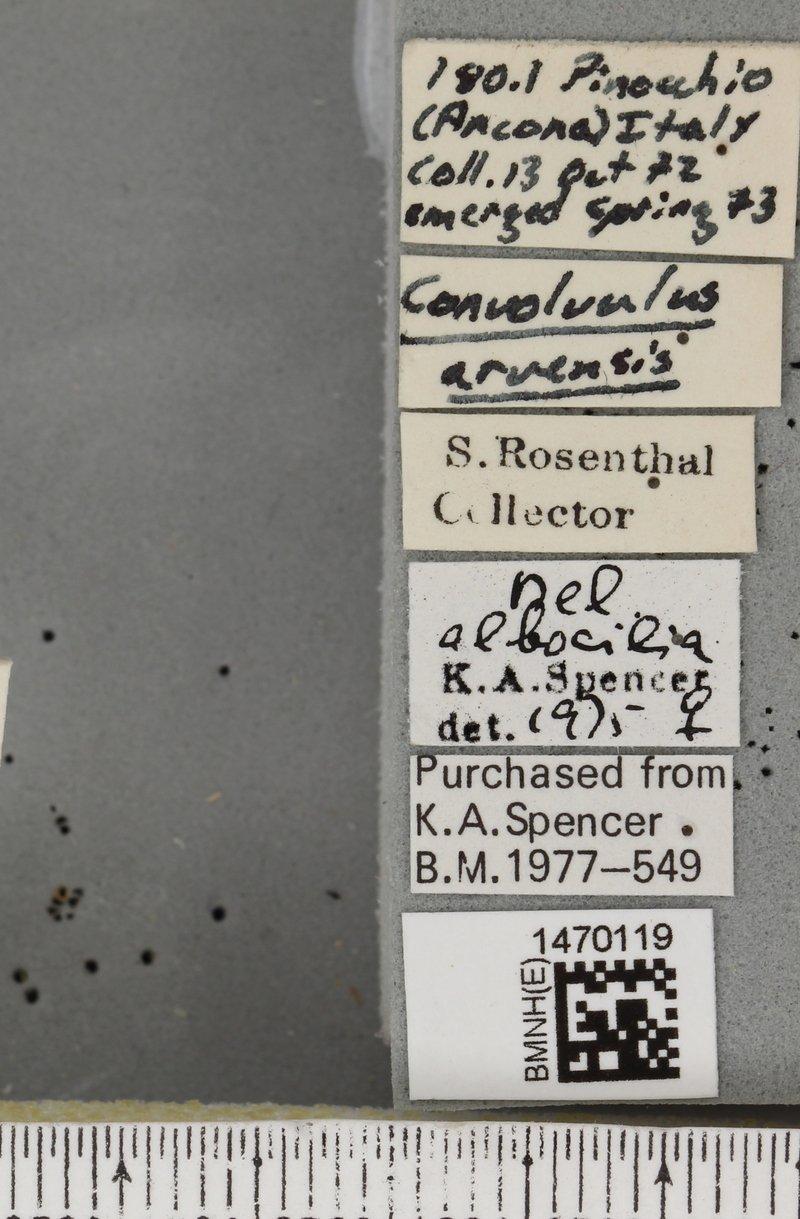 180.1 Pinocchio
(Ancona) Italy
Coll. 13 Oct 72
emerged spring 73
Convolvulus
arvensis
S. Rosenthal
Collector
Mel.
albocilia
K.A.Spencer
det. 1975 ♀
Purchased from
K.A.Spencer
B.M.1977–549
1470119
BMNH(E)